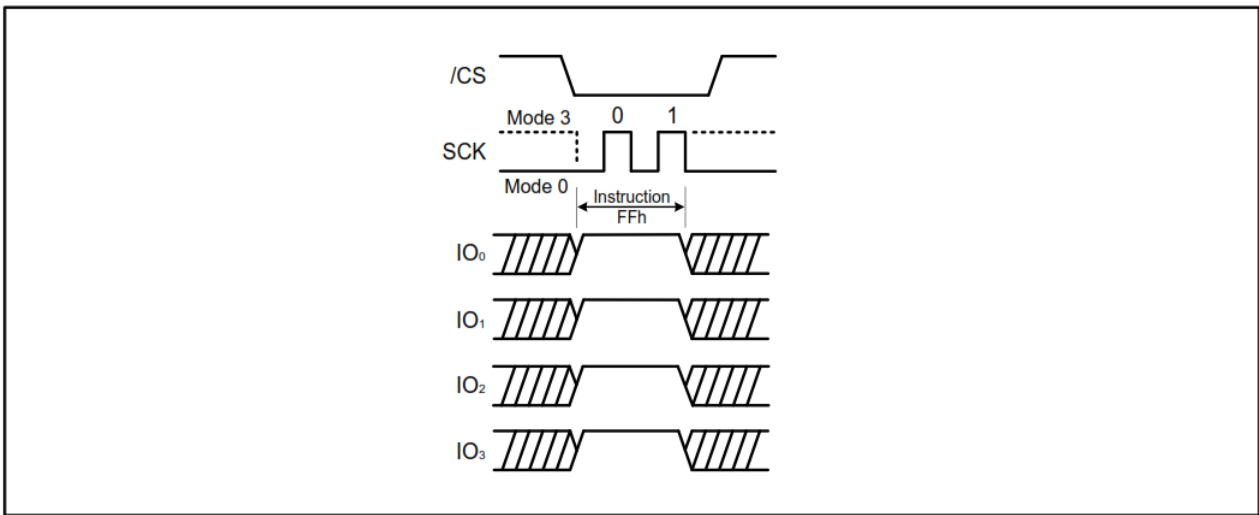 /CS
Mode 3 0 1
SCK
Mode 0
Instruction
FFh
IO₀
IO₁
IO₂
IO₃